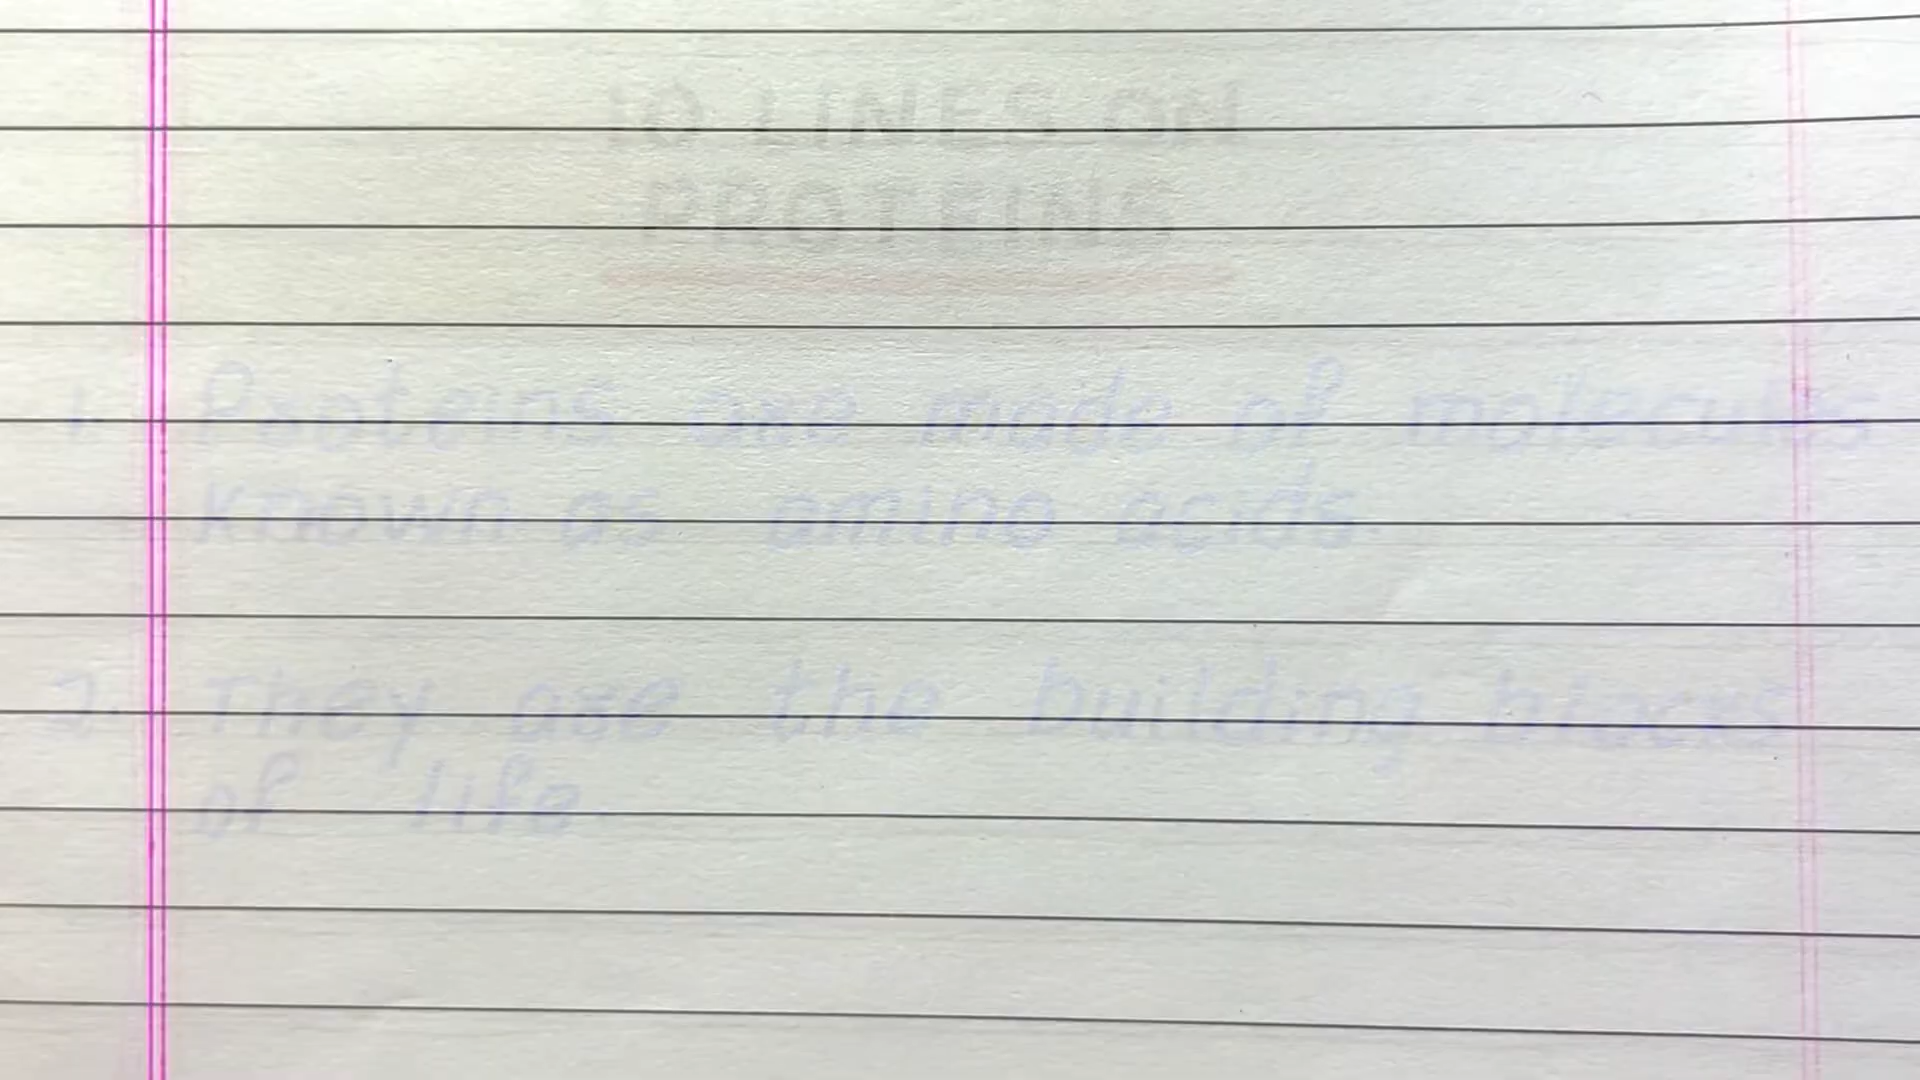 10 LINES ON
PROTEINS
1. Proteins are made of molecules
known as amino acids.
2. They are the building blocks
of life.